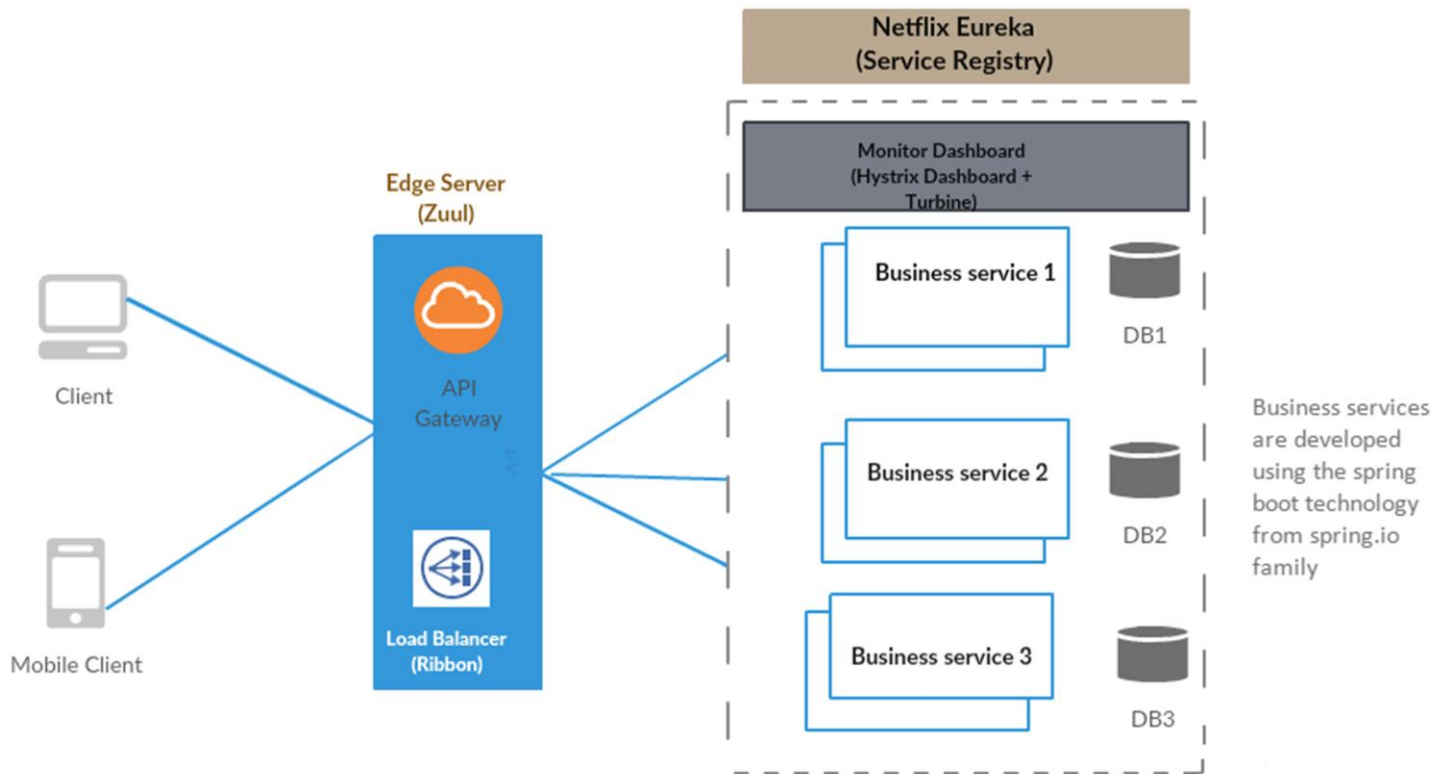 Netflix Eureka
(Service Registry)
Monitor Dashboard
(Hystrix Dashboard +
Turbine)
Edge Server
(Zuul)
API
Gateway
Load Balancer
(Ribbon)
Client
Mobile Client
Business service 1
DB1
Business service 2
DB2
Business service 3
DB3
Business services
are developed
using the spring
boot technology
from spring.io
family